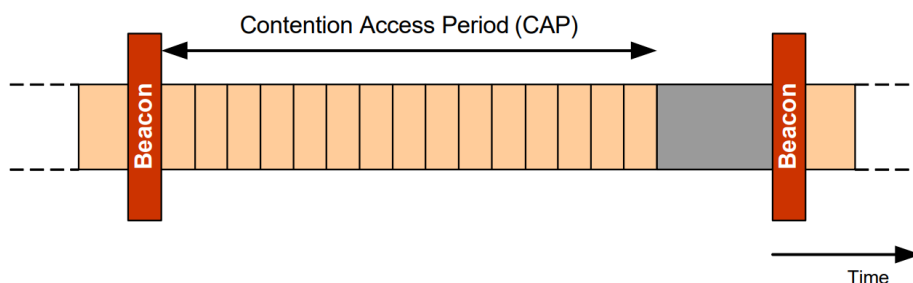 Contention Access Period (CAP)
Beacon
Beacon
Time